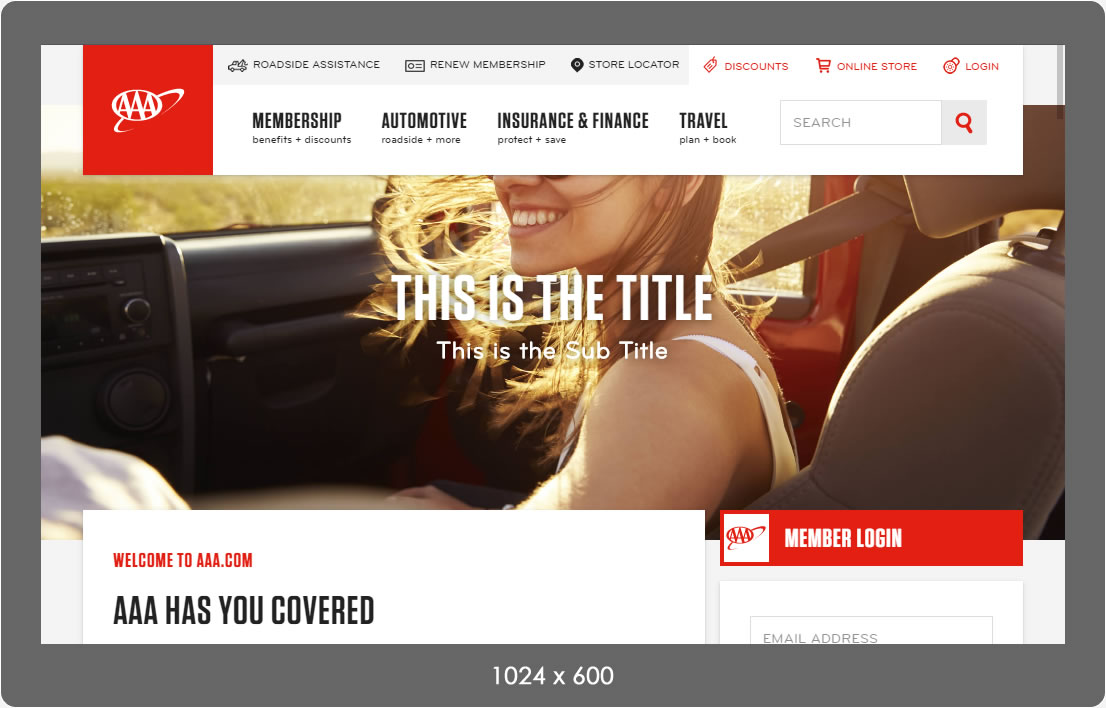 ROADSIDE ASSISTANCE RENEW MEMBERSHIP STORE LOCATOR DISCOUNTS ONLINE STORE LOGIN
AAA
MEMBERSHIP AUTOMOTIVE INSURANCE & FINANCE TRAVEL
benefits + discounts roadside + more protect + save plan + book
SEARCH
THIS IS THE TITLE
This is the Sub Title
WELCOME TO AAA.COM
AAA HAS YOU COVERED
AAA MEMBER LOGIN
EMAIL ADDRESS
1024 x 600